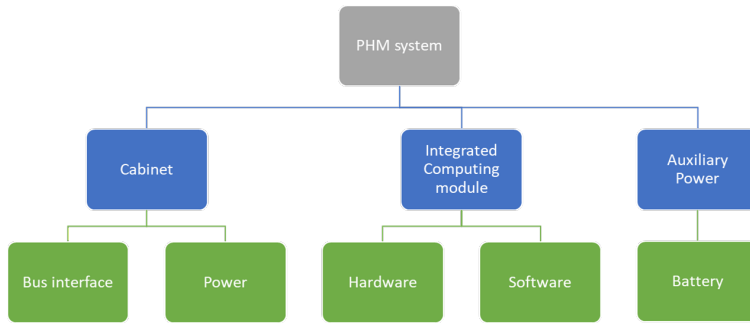 PHM system
Cabinet
Integrated
Computing
module
Auxiliary
Power
Bus interface
Power
Hardware
Software
Battery